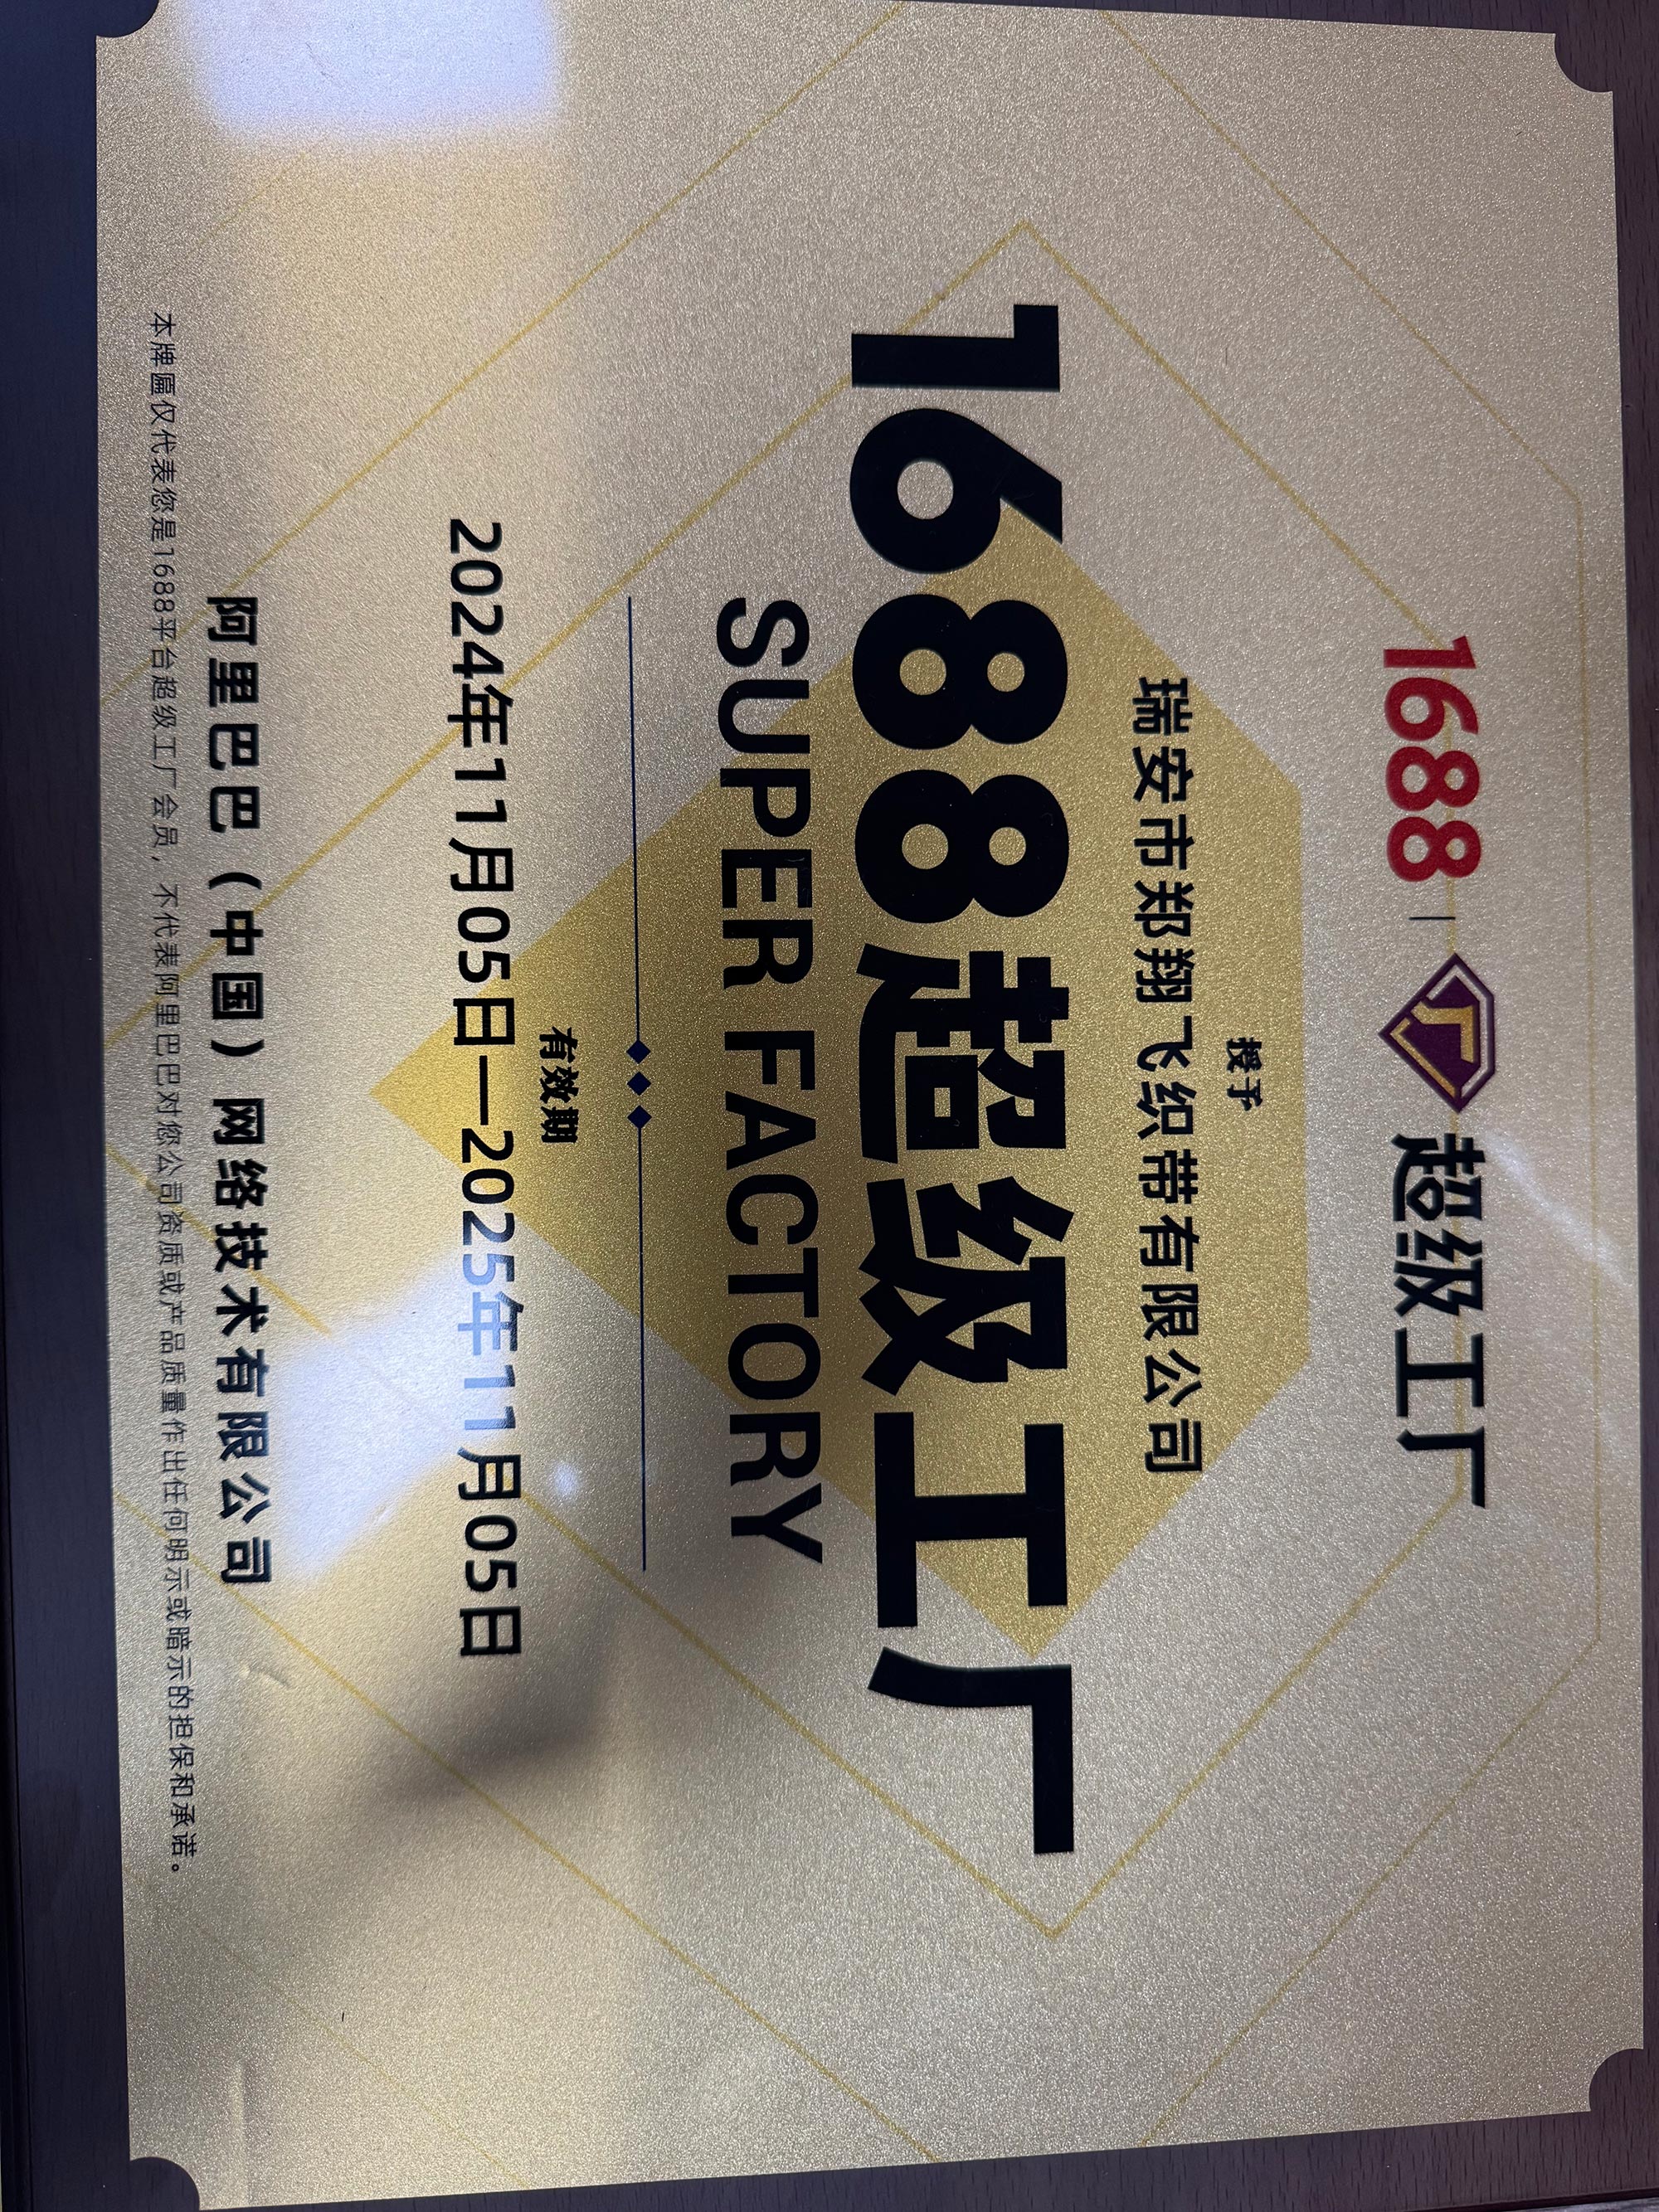 1688 | 超级工厂
授予
瑞安市郑翔飞织带有限公司
1688超级工厂
SUPER FACTORY
有效期
2024年11月05日—2025年11月05日
阿里巴巴（中国）网络技术有限公司
本牌匾仅代表您是1688平台超级工厂会员，不代表阿里巴巴对您公司资质或产品质量作出任何明示或暗示的担保和承诺。